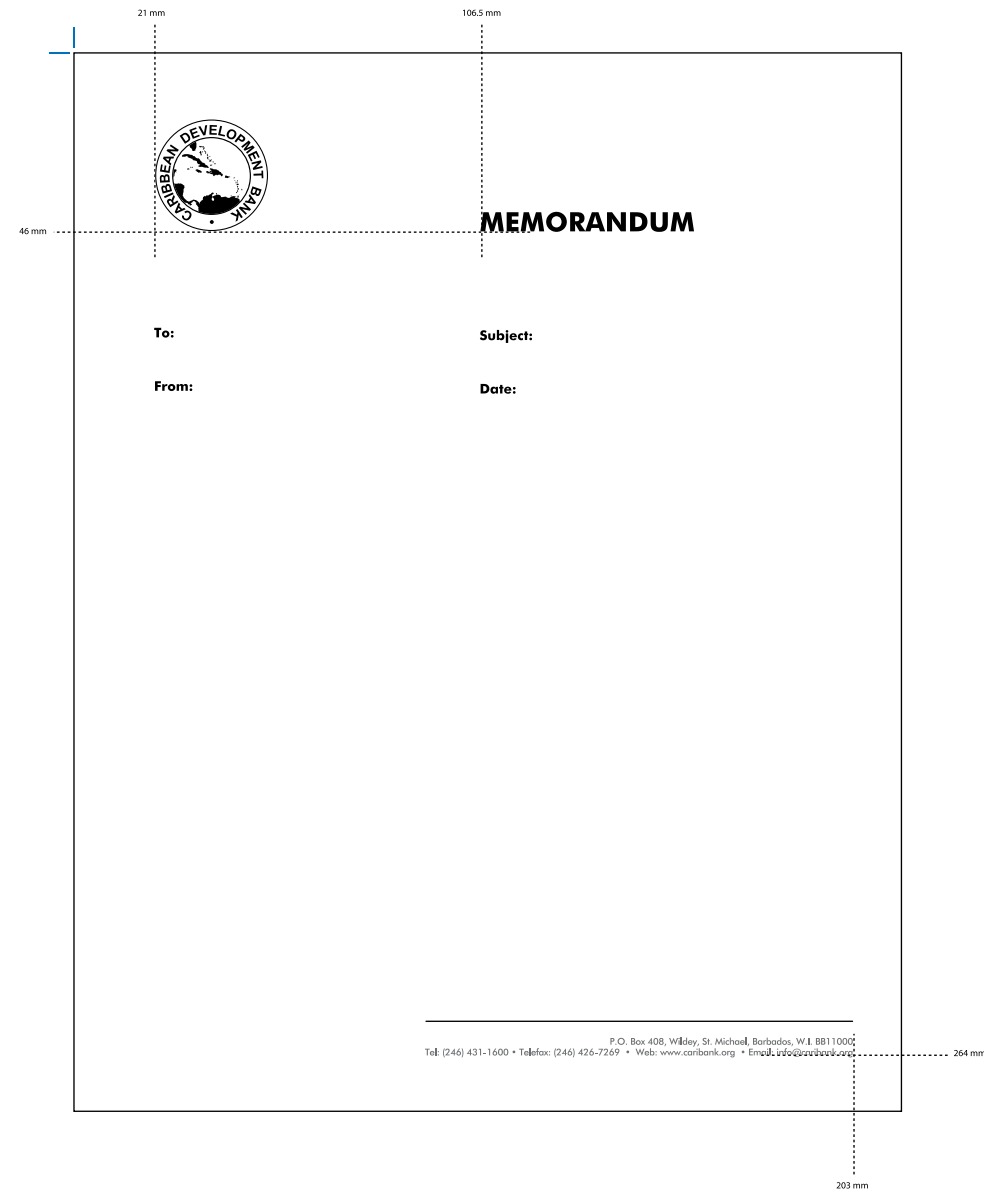 21 mm 106.5 mm
CARIBBEAN DEVELOPMENT BANK
46 mm
MEMORANDUM
To:
Subject:
From:
Date:
P.O. Box 408, Wildey, St. Michael, Barbados, W.I. BB11000
Tel: (246) 431-1600 • Telefax: (246) 426-7269 • Web: www.caribank.org • Email: info@caribank.org
264 mm
203 mm